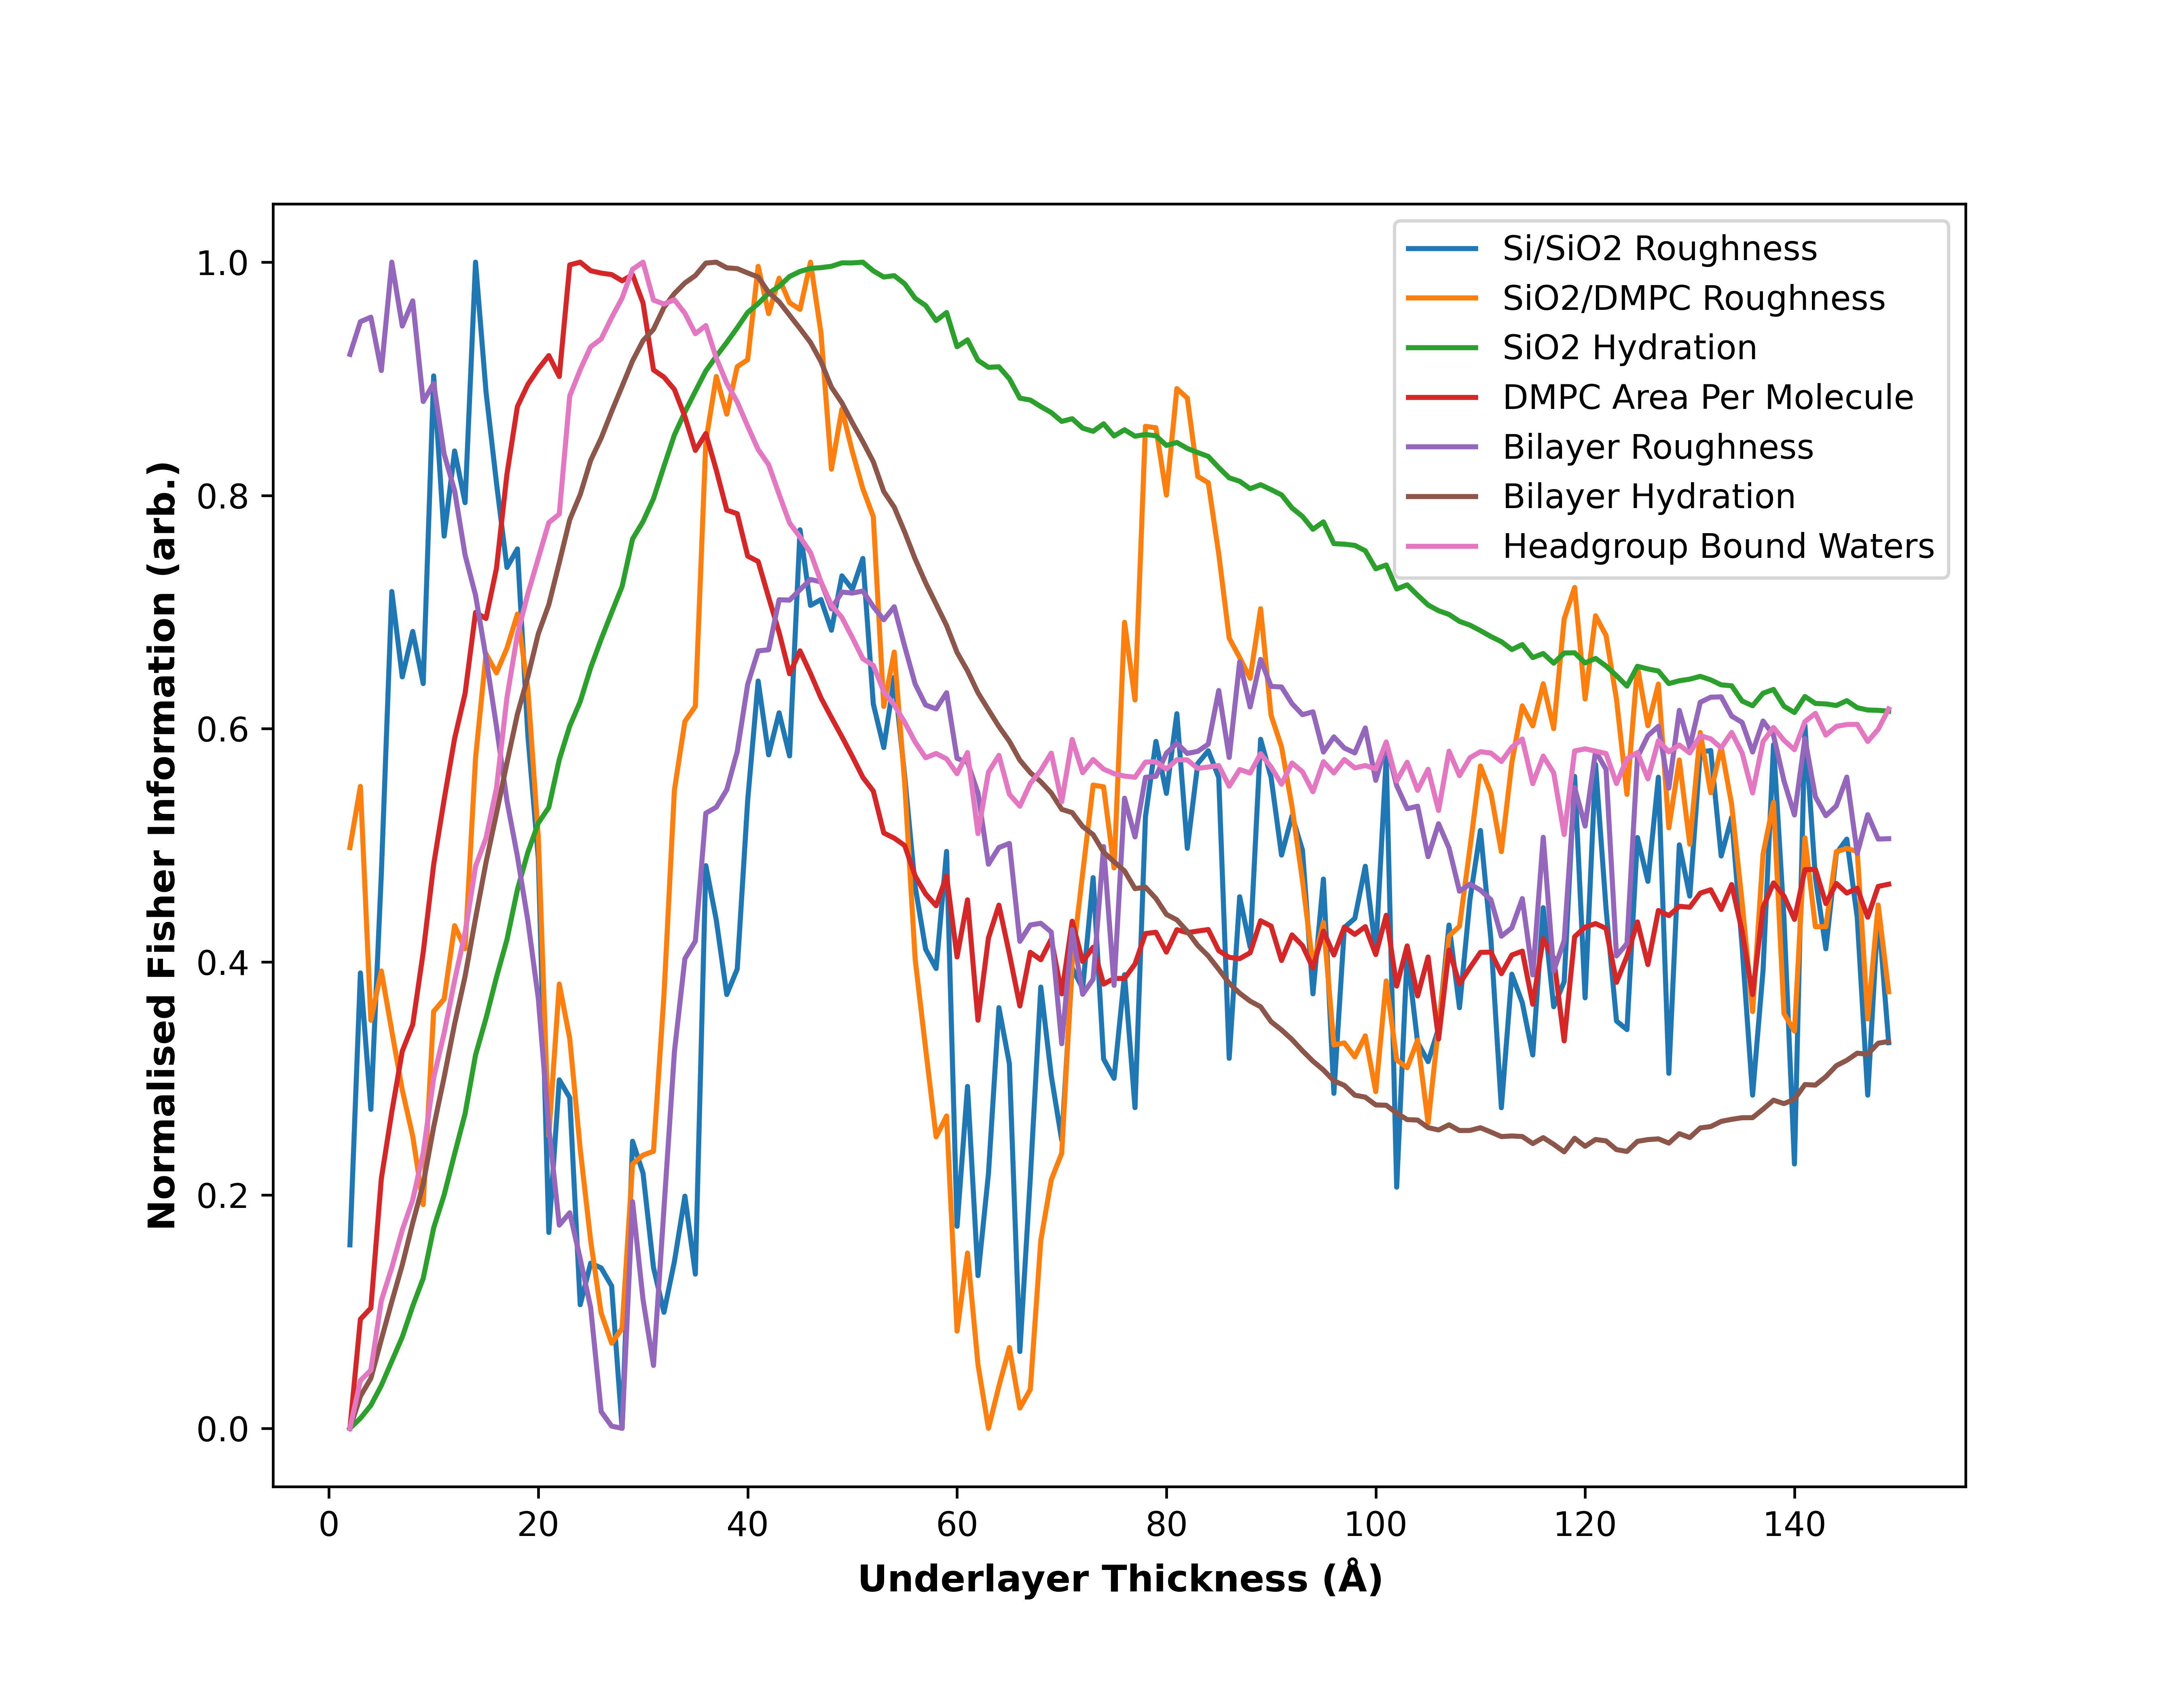 Si/SiO2 Roughness
SiO2/DMPC Roughness
SiO2 Hydration
DMPC Area Per Molecule
Bilayer Roughness
Bilayer Hydration
Headgroup Bound Waters
Normalised Fisher Information (arb.)
1.0
0.8
0.6
0.4
0.2
0.0
0 20 40 60 80 100 120 140
Underlayer Thickness (Å)